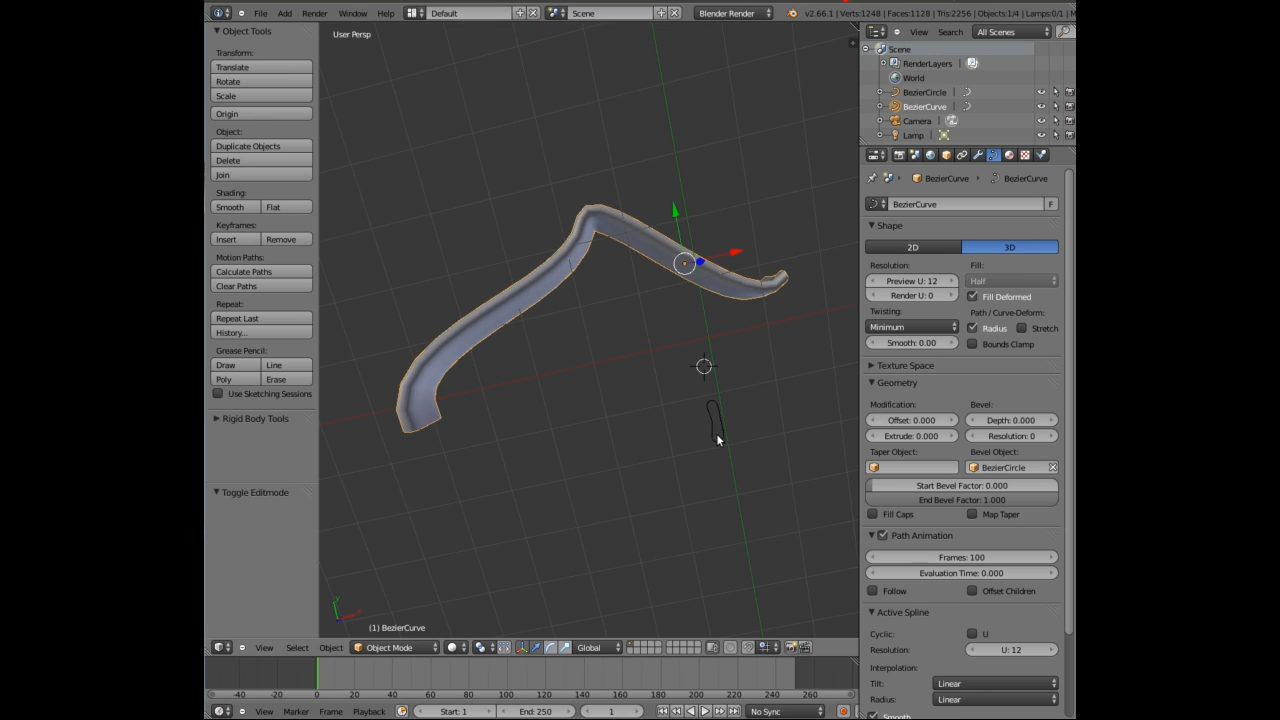 File Add Render Window Help Default Scene Blender Render v2.66.1 | Verts:1248 | Faces:1128 | Tris:2256 | Objects:1/4 | Lamps:0/1 | M
Object Tools
Transform:
Translate
Rotate
Scale
Origin
Object:
Duplicate Objects
Delete
Join
Shading:
Smooth Flat
Keyframes:
Insert Remove
Motion Paths:
Calculate Paths
Clear Paths
Repeat:
Repeat Last
History...
Grease Pencil:
Draw Line
Poly Erase
Use Sketching Sessions
Rigid Body Tools
Toggle Editmode
User Persp
(1) BezierCurve
View Select Object Object Mode Global
-40 -20 0 20 40 60 80 100 120 140 160 180 200 220 240 260
View Marker Frame Playback Start: 1 End: 250 1 No Sync
View Search All Scenes
Scene
RenderLayers |
World
BezierCircle |
BezierCurve |
Camera |
Lamp |
BezierCurve BezierCurve
BezierCurve F
Shape
2D 3D
Resolution: Fill:
Preview U: 12 Half
Render U: 0 Fill Deformed
Twisting: Path / Curve-Deform:
Minimum Radius Stretch
Smooth: 0.00 Bounds Clamp
Texture Space
Geometry
Modification: Bevel:
Offset: 0.000 Depth: 0.000
Extrude: 0.000 Resolution: 0
Taper Object: Bevel Object:
BezierCircle
Start Bevel Factor: 0.000
End Bevel Factor: 1.000
Fill Caps Map Taper
Path Animation
Frames: 100
Evaluation Time: 0.000
Follow Offset Children
Active Spline
Cyclic: U
Resolution: U: 12
Interpolation:
Tilt: Linear
Radius: Linear
Smooth